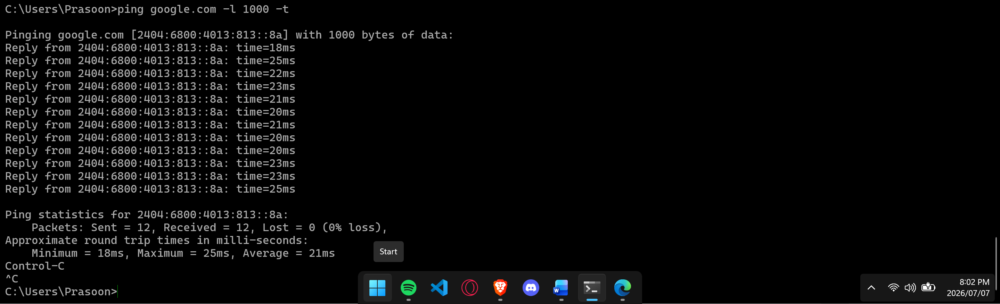 C:\Users\Prasoon>ping google.com -l 1000 -t
Pinging google.com [2404:6800:4013:813::8a] with 1000 bytes of data:
Reply from 2404:6800:4013:813::8a: time=18ms
Reply from 2404:6800:4013:813::8a: time=25ms
Reply from 2404:6800:4013:813::8a: time=22ms
Reply from 2404:6800:4013:813::8a: time=23ms
Reply from 2404:6800:4013:813::8a: time=21ms
Reply from 2404:6800:4013:813::8a: time=20ms
Reply from 2404:6800:4013:813::8a: time=21ms
Reply from 2404:6800:4013:813::8a: time=20ms
Reply from 2404:6800:4013:813::8a: time=20ms
Reply from 2404:6800:4013:813::8a: time=23ms
Reply from 2404:6800:4013:813::8a: time=23ms
Reply from 2404:6800:4013:813::8a: time=25ms
Ping statistics for 2404:6800:4013:813::8a:
    Packets: Sent = 12, Received = 12, Lost = 0 (0% loss),
Approximate round trip times in milli-seconds:
    Minimum = 18ms, Maximum = 25ms, Average = 21ms
Control-C
^C
C:\Users\Prasoon>
Start
W
8:02 PM
2026/07/07